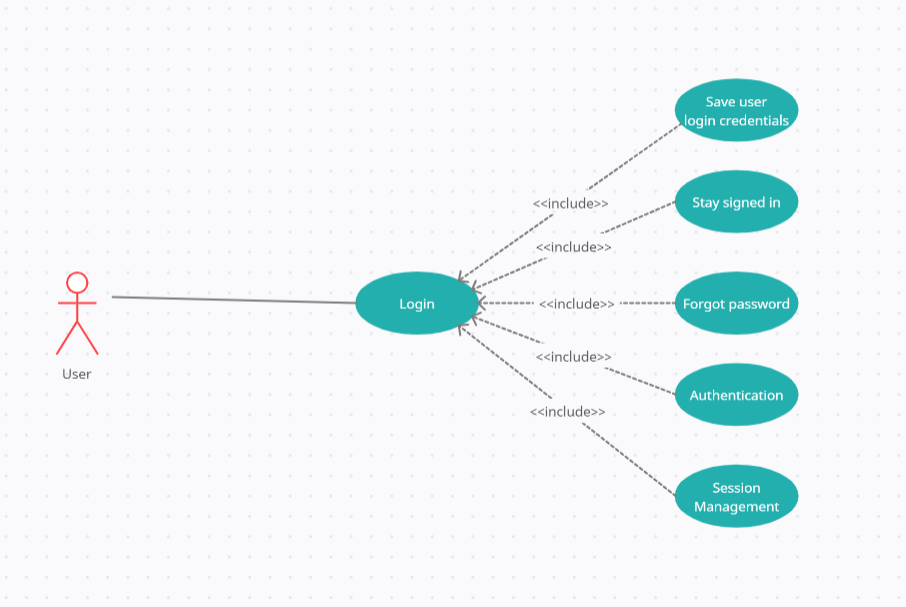 Save user
login credentials
<<include>>
Stay signed in
<<include>>
Login
<<include>>
Forgot password
User
<<include>>
Authentication
<<include>>
Session
Management